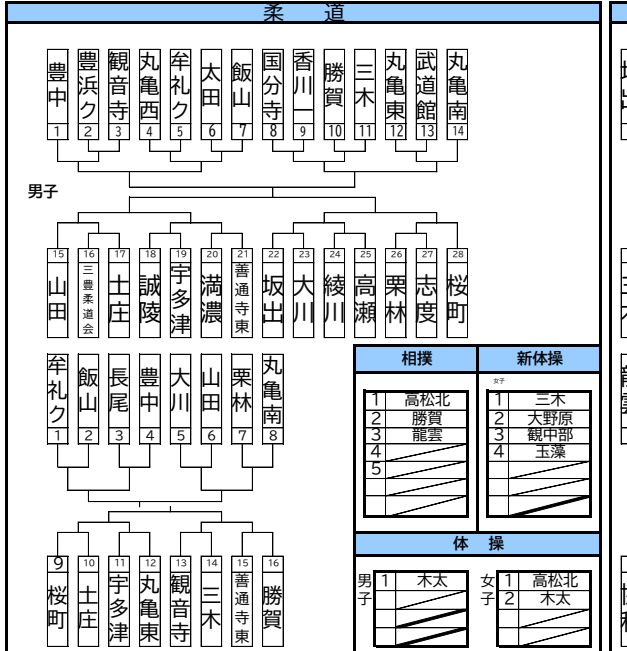 柔道
豊中 1
豊浜ク 2
観音寺 3
丸亀西 4
牟礼ク 5
太田 6
飯山 7
国分寺 8
香川一 9
勝賀 10
三木 11
丸亀東 12
武道館 13
丸亀南 14
男子
15 山田
16 三豊柔道会
17 土庄
18 誠陵
19 宇多津
20 満濃
21 善通寺東
22 坂出
23 大川
24 綾川
25 高瀬
26 栗林
27 志度
28 桜町
牟礼ク 1
飯山 2
長尾 3
豊中 4
大川 5
山田 6
栗林 7
丸亀南 8
9 桜町
10 土庄
11 宇多津
12 丸亀東
13 観音寺
14 三木
15 善通寺東
16 勝賀
相撲
1 高松北
2 勝賀
3 龍雲
4
5
新体操
女子
1 三木
2 大野原
3 観中部
4 玉藻
体操
男子
1 木太
女子
1 高松北
2 木太